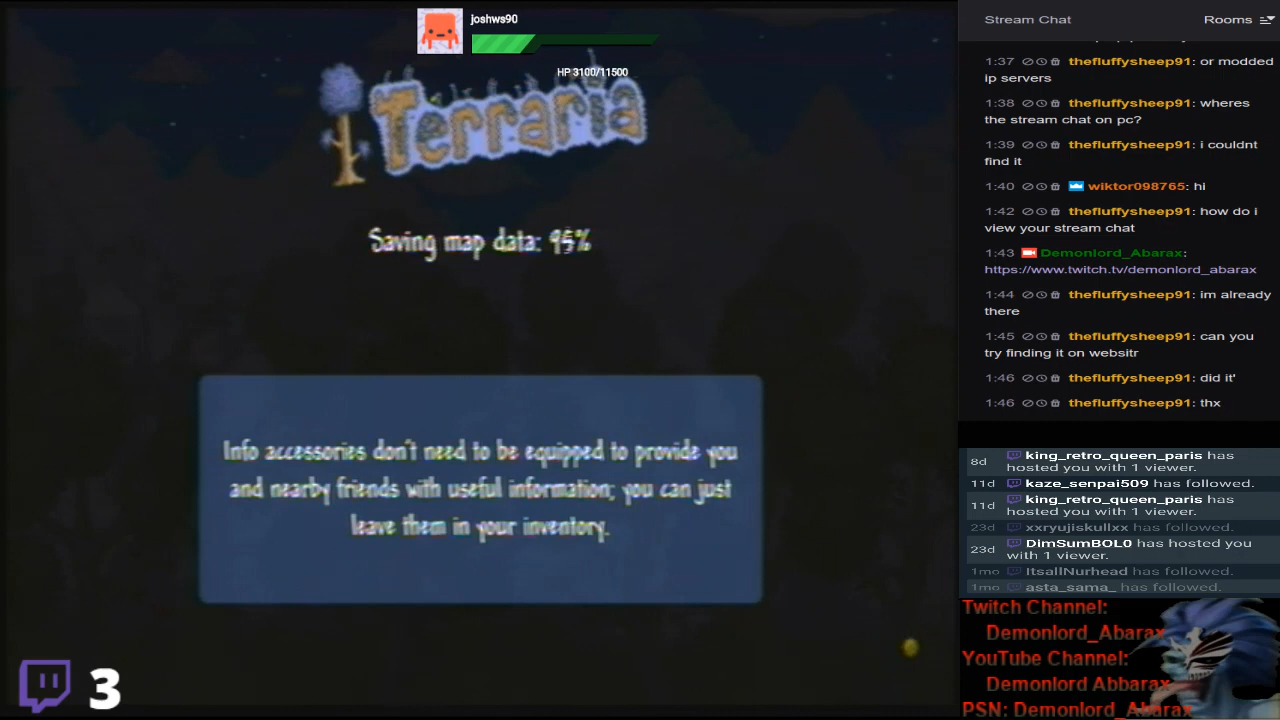 joshws90
HP 3100/11500
Terraria
Saving map data: 95%
Info accessories don't need to be equipped to provide you
and nearby friends with useful information; you can just
leave them in your inventory.
3
Stream Chat
Rooms
1:37 thefluffysheep91: or modded
ip servers
1:38 thefluffysheep91: wheres
the stream chat on pc?
1:39 thefluffysheep91: i couldnt
find it
1:40 wiktor098765: hi
1:42 thefluffysheep91: how do i
view your stream chat
1:43 Demonlord_Abarax:
https://www.twitch.tv/demonlord_abarax
1:44 thefluffysheep91: im already
there
1:45 thefluffysheep91: can you
try finding it on websitr
1:46 thefluffysheep91: did it'
1:46 thefluffysheep91: thx
8d king_retro_queen_paris has
hosted you with 1 viewer.
11d kaze_senpai509 has followed.
11d king_retro_queen_paris has
hosted you with 1 viewer.
23d xxryujiskullxx has followed.
23d DimSumBOL0 has hosted you
with 1 viewer.
1mo ItsallNurhead has followed.
1mo asta_sama_ has followed.
Twitch Channel:
Demonlord_Abarax
YouTube Channel:
Demonlord Abbarax
PSN: Demonlord_Abarax